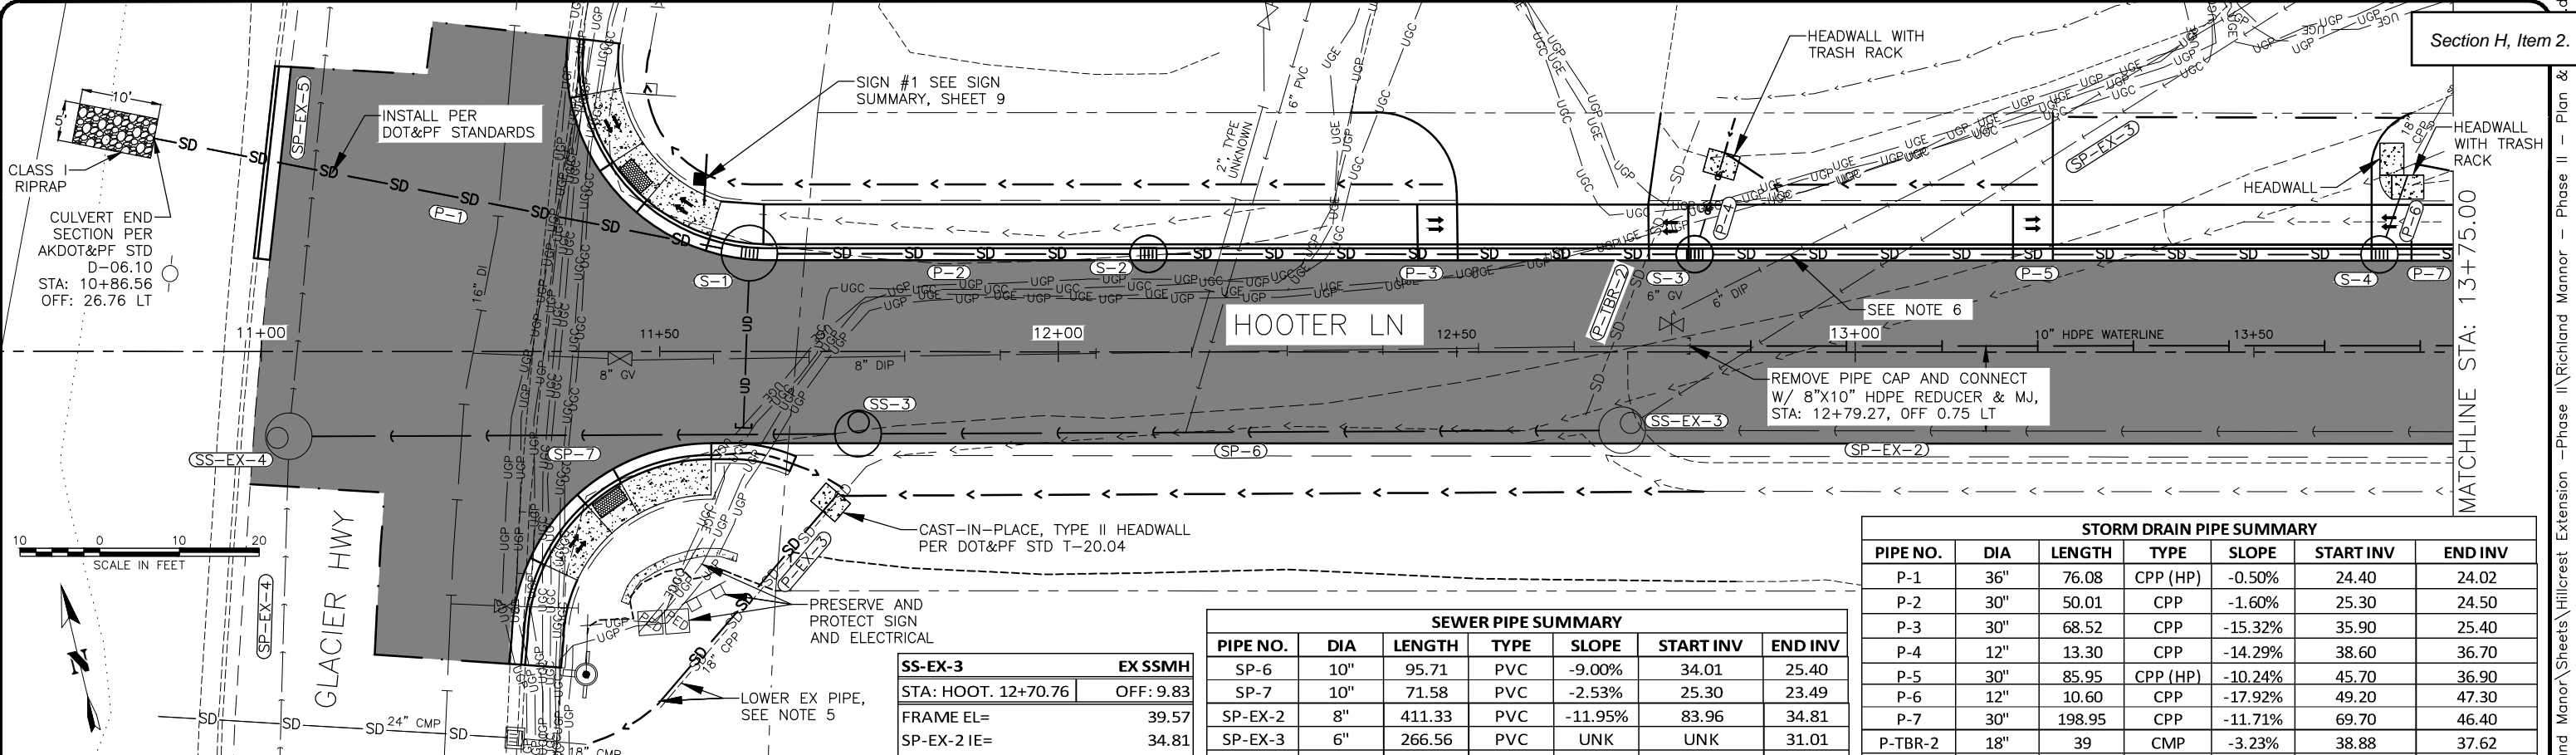 Section H, Item 2.
HEADWALL WITH
TRASH RACK
SIGN #1 SEE SIGN
SUMMARY, SHEET 9
INSTALL PER
DOT&PF STANDARDS
10'
5'
SP-EX-5
CLASS I
RIPRAP
CULVERT END
SECTION PER
AKDOT&PF STD
D-06.10
STA: 10+86.56
OFF: 26.76 LT
P-1
16" DI
6" PVC
2", TYPE
UNKNOWN
SP-EX-3
18"
CPP
HEADWALL
WITH TRASH
RACK
HEADWALL
P-4
P-6
S-1
P-2
S-2
P-3
P-TBR-2
S-3
P-5
S-4
P-7
6" GV
6" DIP
SEE NOTE 6
11+00
11+50
12+00
HOOTER LN
12+50
13+00
13+50
10" HDPE WATERLINE
8" GV
8" DIP
UD
UD
REMOVE PIPE CAP AND CONNECT
W/ 8"X10" HDPE REDUCER & MJ,
STA: 12+79.27, OFF 0.75 LT
MATCHLINE STA: 13+75.00
SS-3
SS-EX-3
SS-EX-4
SP-7
SP-6
SP-EX-2
CAST-IN-PLACE, TYPE II HEADWALL
PER DOT&PF STD T-20.04
P-EX-3
10 0 10 20
SCALE IN FEET
SP-EX-4
GLACIER HWY
N
PRESERVE AND
PROTECT SIGN
AND ELECTRICAL
18" CPP
LOWER EX PIPE,
SEE NOTE 5
24" CMP
18" CMP
SS-EX-3 EX SSMH
STA: HOOT. 12+70.76 OFF: 9.83
FRAME EL= 39.57
SP-EX-2 IE= 34.81
SEWER PIPE SUMMARY
PIPE NO. DIA LENGTH TYPE SLOPE START INV END INV
SP-6 10" 95.71 PVC -9.00% 34.01 25.40
SP-7 10" 71.58 PVC -2.53% 25.30 23.49
SP-EX-2 8" 411.33 PVC -11.95% 83.96 34.81
SP-EX-3 6" 266.56 PVC UNK UNK 31.01
STORM DRAIN PIPE SUMMARY
PIPE NO. DIA LENGTH TYPE SLOPE START INV END INV
P-1 36" 76.08 CPP (HP) -0.50% 24.40 24.02
P-2 30" 50.01 CPP -1.60% 25.30 24.50
P-3 30" 68.52 CPP -15.32% 35.90 25.40
P-4 12" 13.30 CPP -14.29% 38.60 36.70
P-5 30" 85.95 CPP (HP) -10.24% 45.70 36.90
P-6 12" 10.60 CPP -17.92% 49.20 47.30
P-7 30" 198.95 CPP -11.71% 69.70 46.40
P-TBR-2 18" 39 CMP -3.23% 38.88 37.62
Manor\Sheets\Hillcrest Extension -Phase II\Richland Manor - Phase II - Plan &